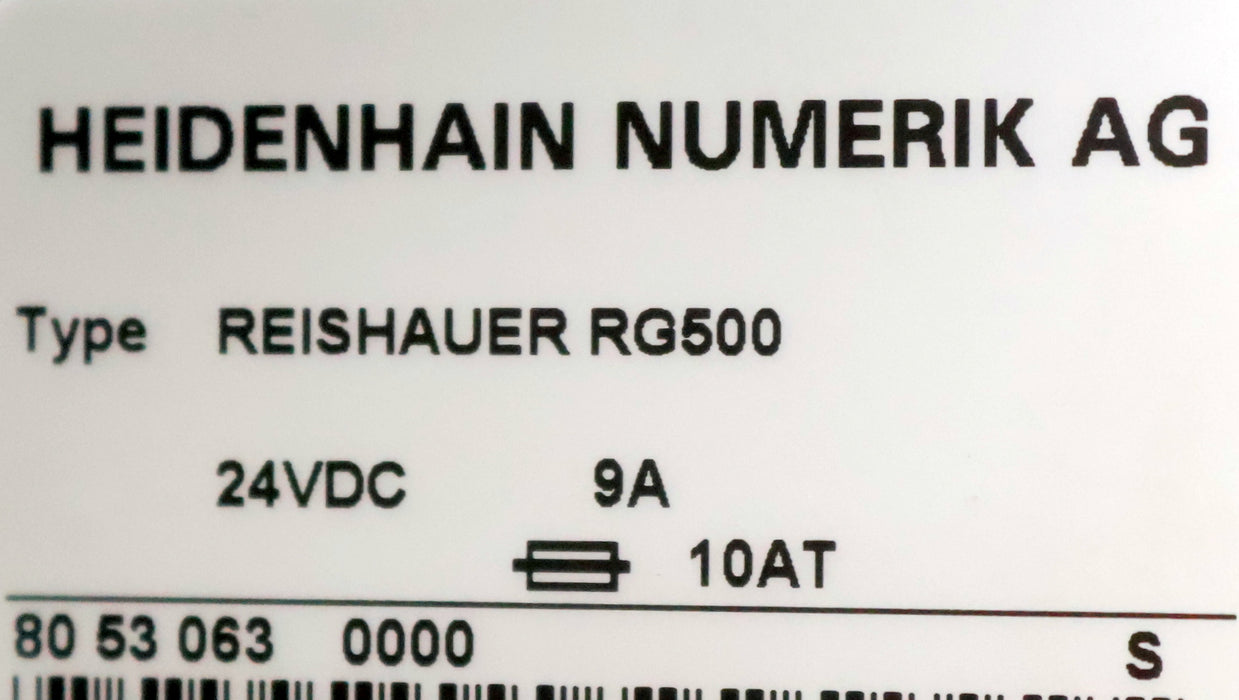 HEIDENHAIN NUMERIK AG
Type REISHAUER RG500
24VDC 9A
10AT
80 53 063 0000 S